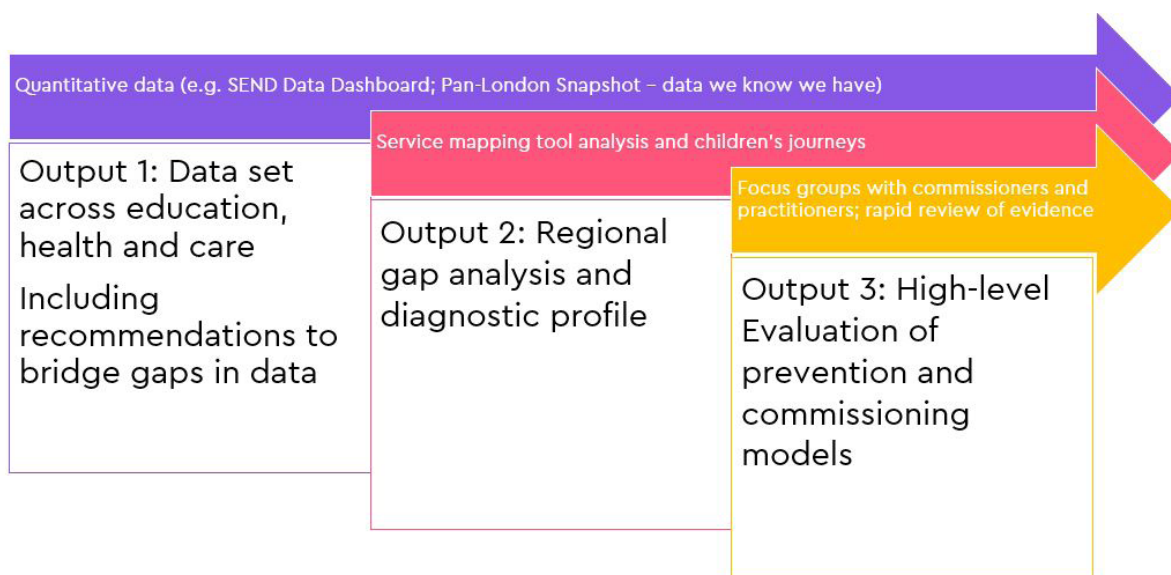 Quantitative data (e.g. SEND Data Dashboard; Pan-London Snapshot – data we know we have)
Output 1: Data set
across education,
health and care
Including
recommendations to
bridge gaps in data
Service mapping tool analysis and children's journeys
Output 2: Regional
gap analysis and
diagnostic profile
Focus groups with commissioners and
practitioners; rapid review of evidence
Output 3: High-level
Evaluation of
prevention and
commissioning
models